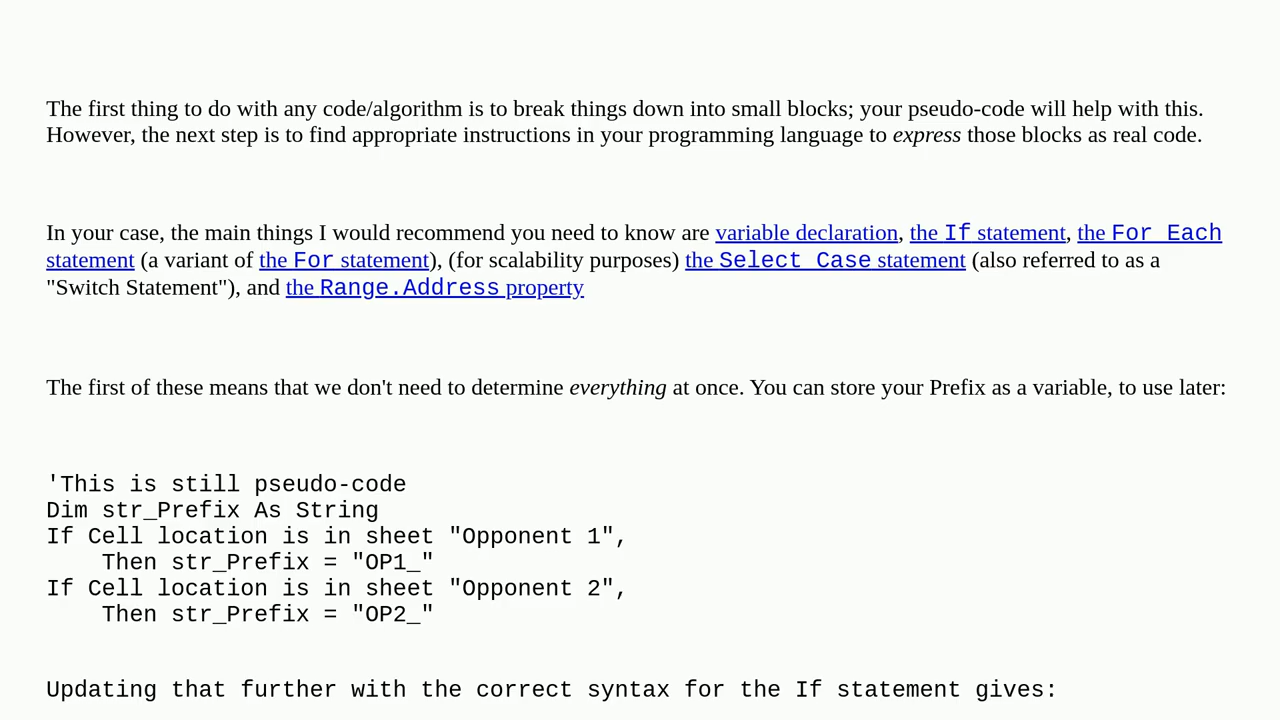 The first thing to do with any code/algorithm is to break things down into small blocks; your pseudo-code will help with this.
However, the next step is to find appropriate instructions in your programming language to express those blocks as real code.
In your case, the main things I would recommend you need to know are variable declaration, the If statement, the For Each
statement (a variant of the For statement), (for scalability purposes) the Select Case statement (also referred to as a
"Switch Statement"), and the Range.Address property
The first of these means that we don't need to determine everything at once. You can store your Prefix as a variable, to use later:
'This is still pseudo-code
Dim str_Prefix As String
If Cell location is in sheet "Opponent 1",
    Then str_Prefix = "OP1_"
If Cell location is in sheet "Opponent 2",
    Then str_Prefix = "OP2_"
Updating that further with the correct syntax for the If statement gives: